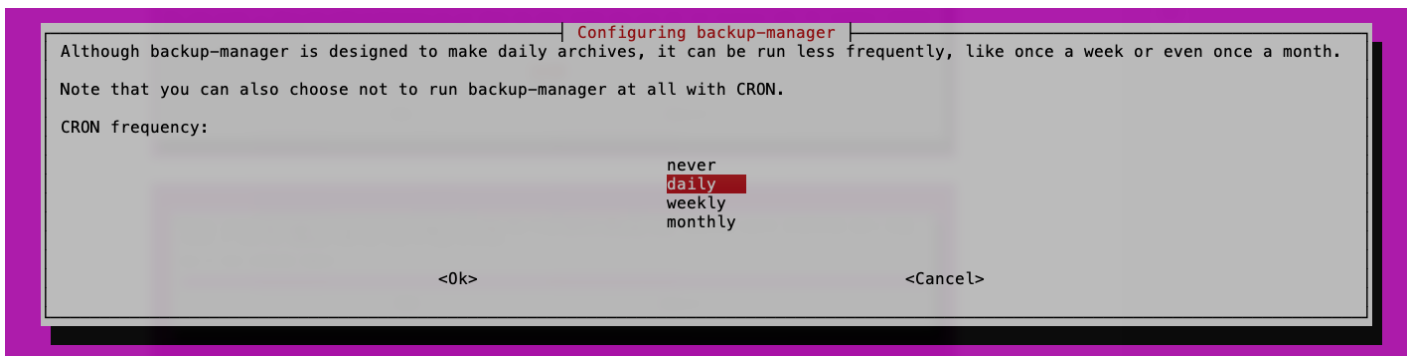 Configuring backup-manager
Although backup-manager is designed to make daily archives, it can be run less frequently, like once a week or even once a month.
Note that you can also choose not to run backup-manager at all with CRON.
CRON frequency:
never
daily
weekly
monthly
<Ok> <Cancel>